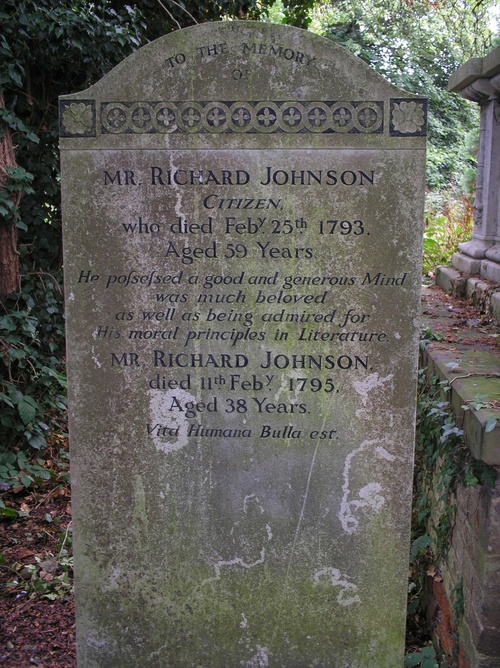 TO THE MEMORY
OF
MR. RICHARD JOHNSON
CITIZEN,
who died Febʸ. 25ᵗʰ 1793.
Aged 59 Years.
He poſseſsed a good and generous Mind
was much beloved
as well as being admired for
His moral principles in Literature.
MR. RICHARD JOHNSON.
died 11ᵗʰ Febʸ 1795.
Aged 38 Years.
Vita Humana Bulla est.